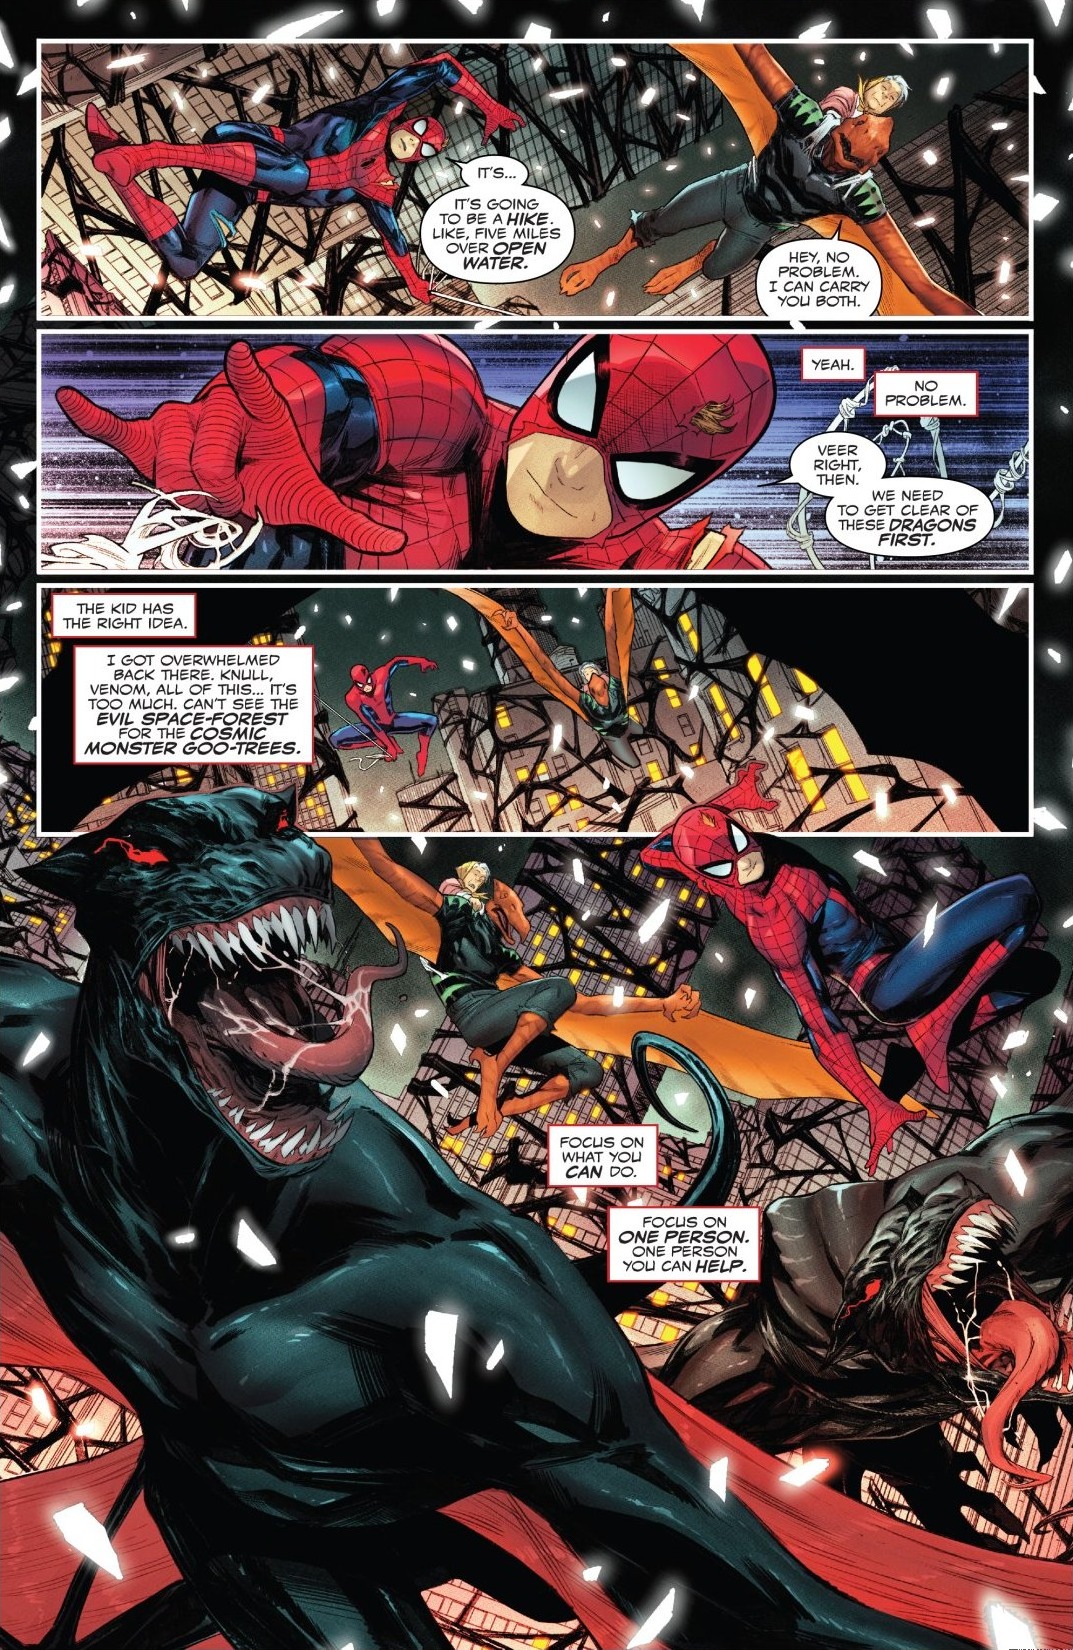 IT'S...
IT'S GOING
TO BE A HIKE.
LIKE, FIVE MILES
OVER OPEN
WATER.
HEY, NO
PROBLEM.
I CAN CARRY
YOU BOTH.
YEAH.
NO
PROBLEM.
VEER
RIGHT,
THEN.
WE NEED
TO GET CLEAR OF
THESE DRAGONS
FIRST.
THE KID HAS
THE RIGHT IDEA.
I GOT OVERWHELMED
BACK THERE. KNULL,
VENOM, ALL OF THIS... IT'S
TOO MUCH. CAN'T SEE THE
EVIL SPACE-FOREST
FOR THE COSMIC
MONSTER GOO-TREES.
FOCUS ON
WHAT YOU
CAN DO.
FOCUS ON
ONE PERSON.
ONE PERSON
YOU CAN HELP.